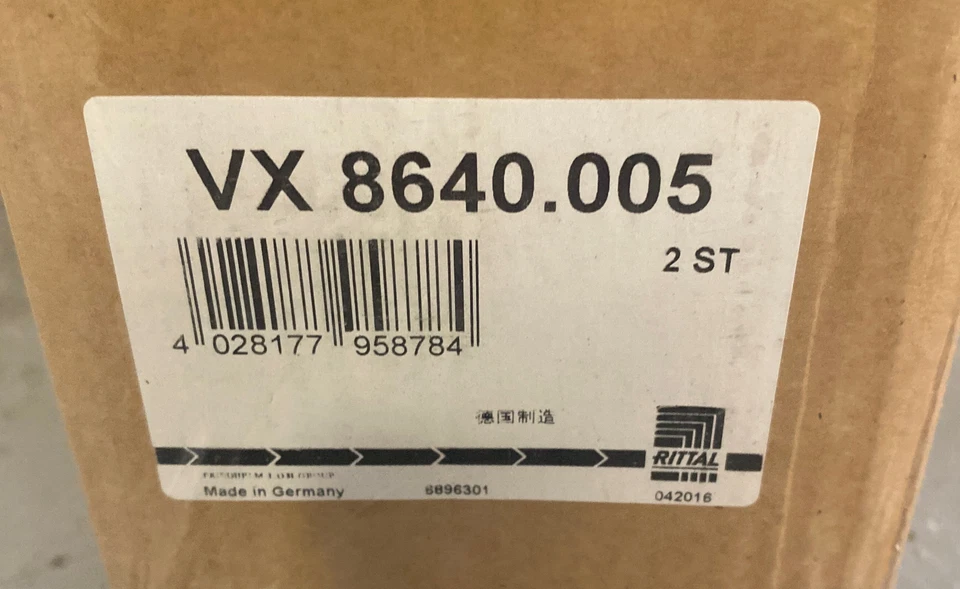 VX 8640.005
2 ST
4 028177 958784
德国制造
RITTAL
Made in Germany 6896301 042016